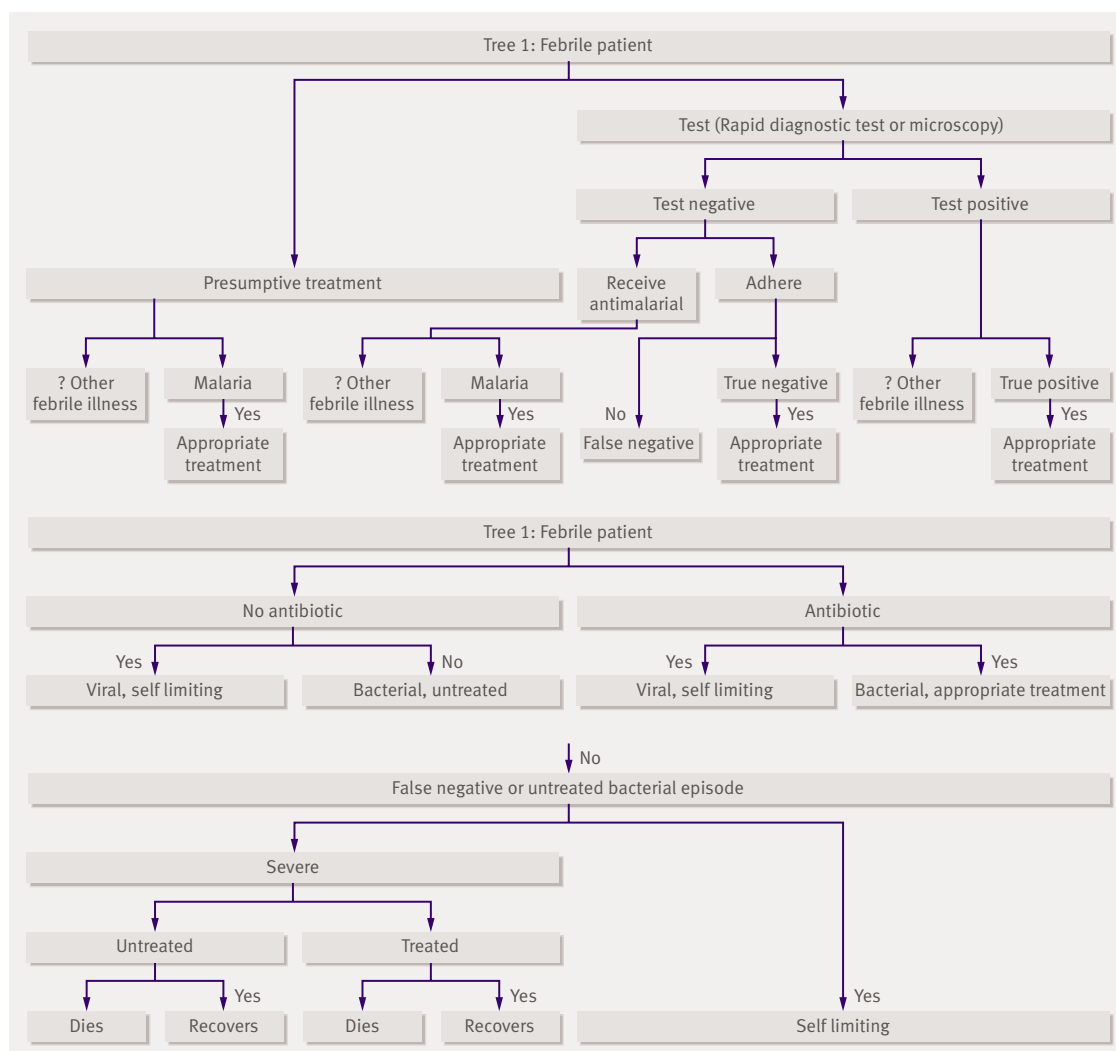 Tree 1: Febrile patient
Test (Rapid diagnostic test or microscopy)
Test negative
Test positive
Presumptive treatment
Receive
antimalarial
Adhere
? Other
febrile illness
Malaria
? Other
febrile illness
Malaria
True negative
? Other
febrile illness
True positive
Yes
Yes
No
Yes
Yes
Appropriate
treatment
Appropriate
treatment
False negative
Appropriate
treatment
Appropriate
treatment
Tree 1: Febrile patient
No antibiotic
Antibiotic
Yes
No
Yes
Yes
Viral, self limiting
Bacterial, untreated
Viral, self limiting
Bacterial, appropriate treatment
No
False negative or untreated bacterial episode
Severe
Untreated
Treated
Yes
Yes
Yes
Dies
Recovers
Dies
Recovers
Self limiting